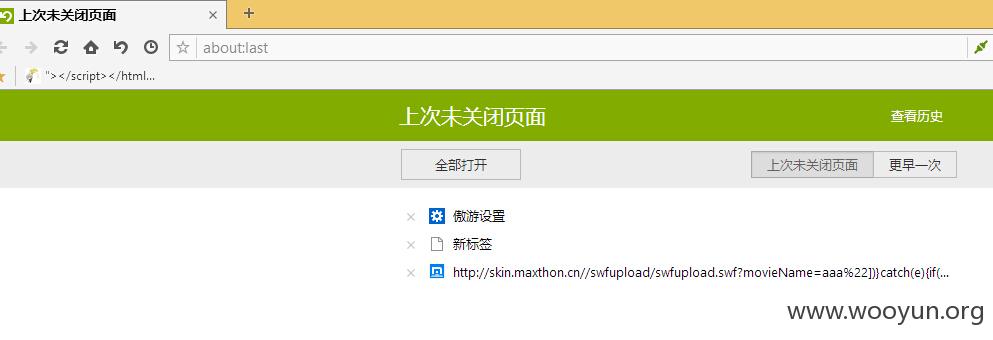 上次未关闭页面
about:last
"></script></html...
上次未关闭页面
查看历史
全部打开
上次未关闭页面
更早一次
傲游设置
新标签
http://skin.maxthon.cn//swfupload/swfupload.swf?movieName=aaa%22])}catch(e){if(...
www.wooyun.org